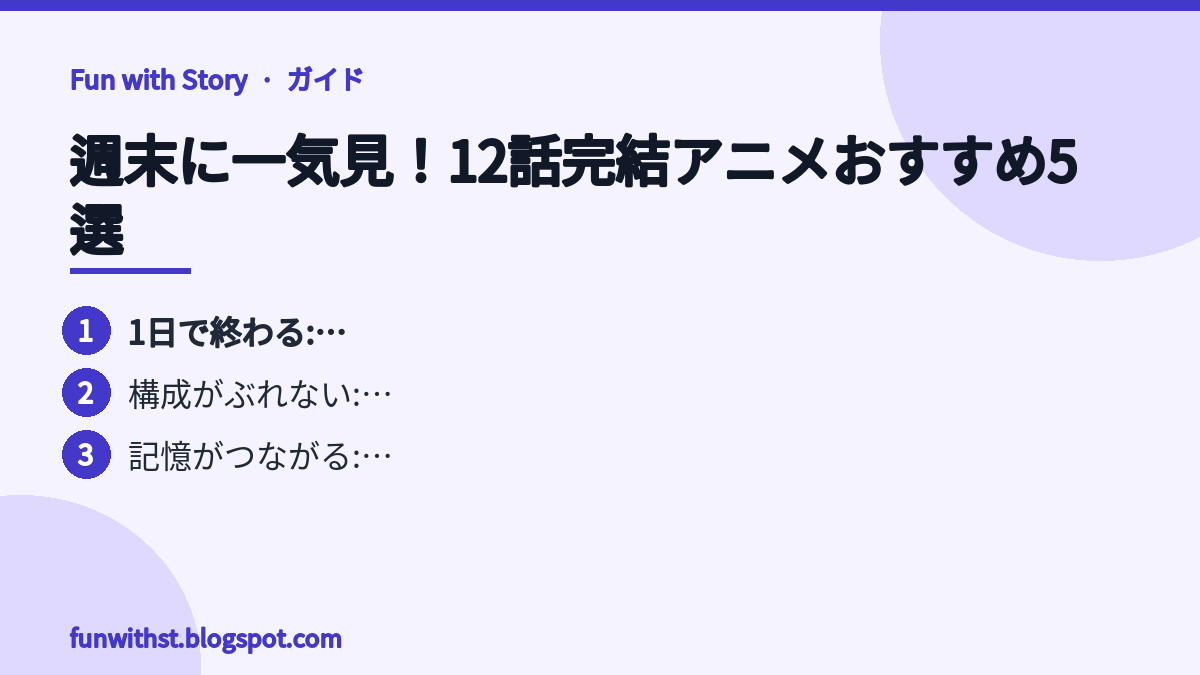 Fun with Story ・ ガイド
週末に一気見！12話完結アニメおすすめ5
選
1 1日で終わる:…
2 構成がぶれない:…
3 記憶がつながる:…
funwithst.blogspot.com